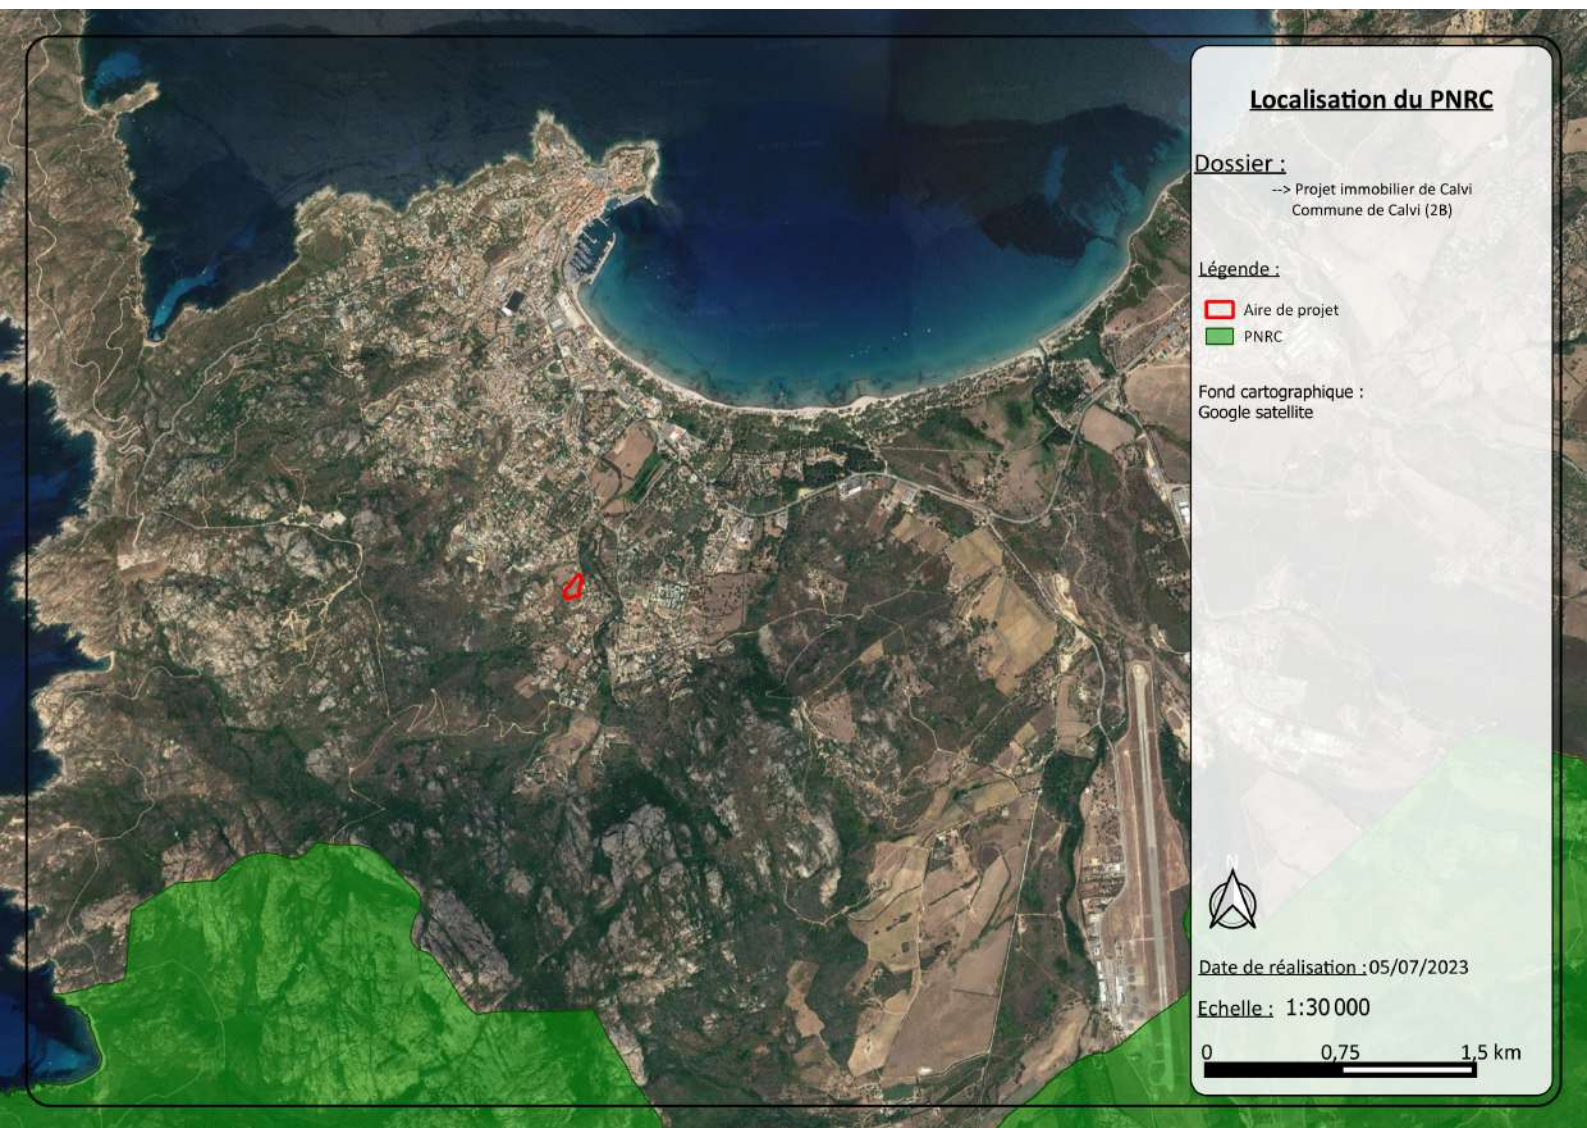 Localisation du PNRC
Dossier :
--> Projet immobilier de Calvi
Commune de Calvi (2B)
Légende :
Aire de projet
PNRC
Fond cartographique :
Google satellite
N
Date de réalisation : 05/07/2023
Echelle : 1:30 000
0 0,75 1,5 km